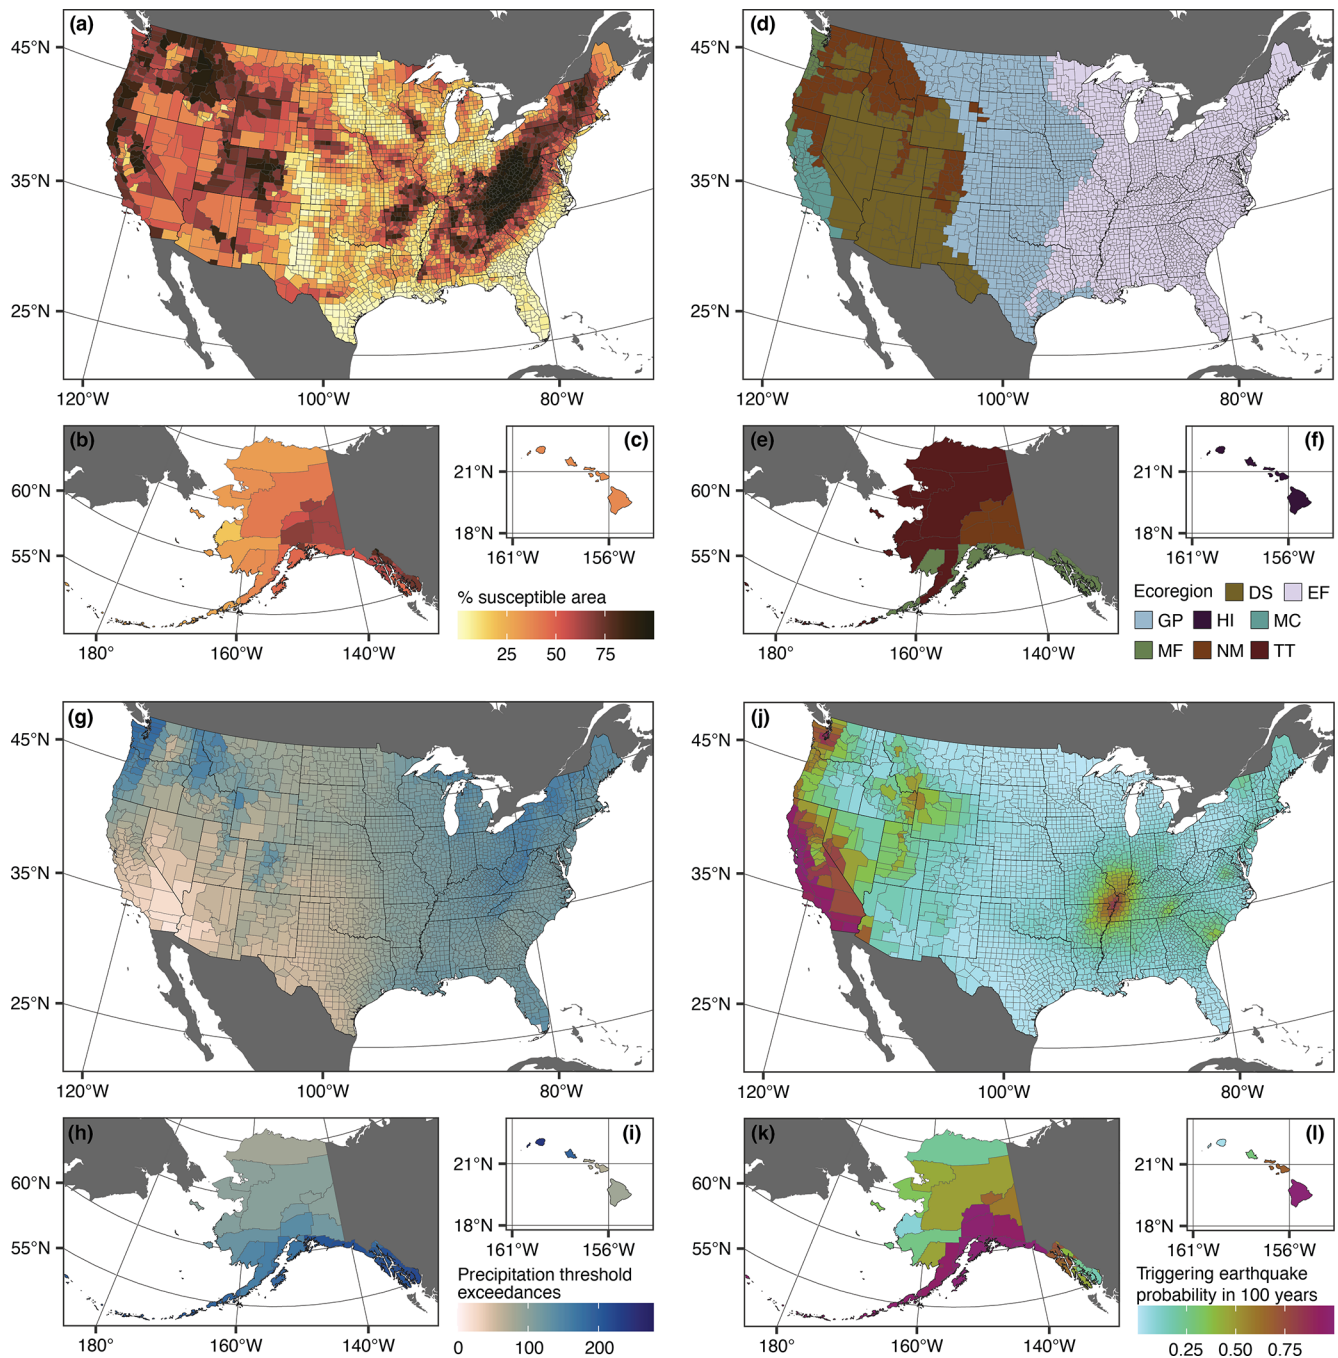 (a)
45°N
35°N
25°N
120°W 100°W 80°W
(d)
45°N
35°N
25°N
120°W 100°W 80°W
(b)
60°N
55°N
180° 160°W 140°W
(c)
21°N
18°N
161°W 156°W
% susceptible area
25 50 75
(e)
60°N
55°N
180° 160°W 140°W
(f)
21°N
18°N
161°W 156°W
Ecoregion DS EF
GP HI MC
MF NM TT
(g)
45°N
35°N
25°N
120°W 100°W 80°W
(j)
45°N
35°N
25°N
120°W 100°W 80°W
(h)
60°N
55°N
180° 160°W 140°W
(i)
21°N
18°N
161°W 156°W
Precipitation threshold
exceedances
0 100 200
(k)
60°N
55°N
180° 160°W 140°W
(l)
21°N
18°N
161°W 156°W
Triggering earthquake
probability in 100 years
0.25 0.50 0.75